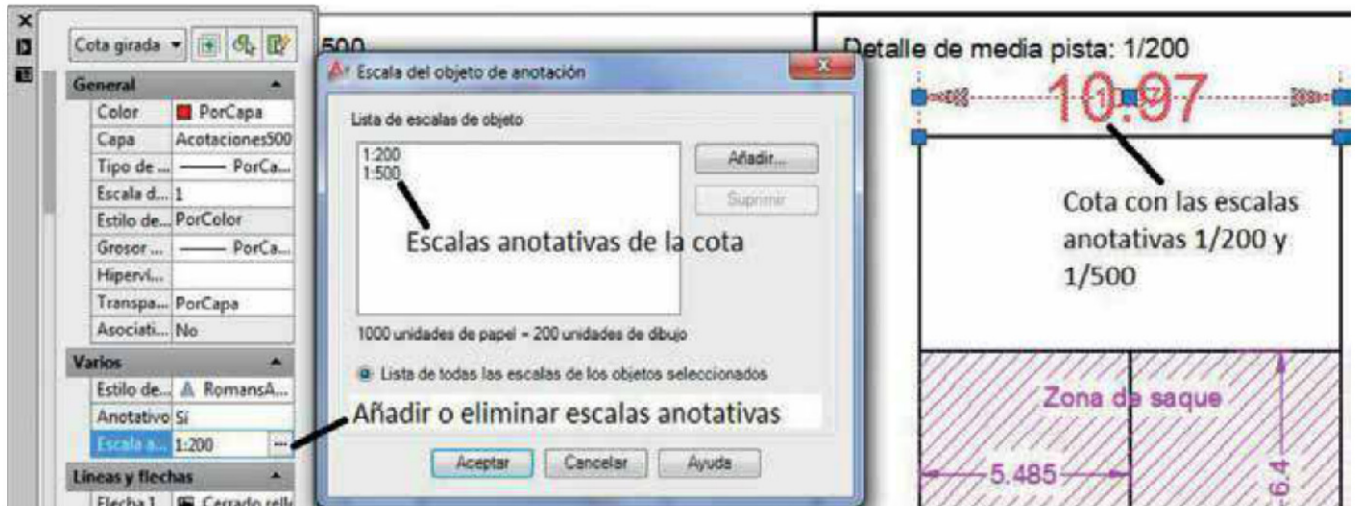 Cota girada
General
Color PorCapa
Capa Acotaciones500
Tipo de ... PorCa...
Escala d... 1
Estilo de... PorColor
Grosor ... PorCa...
Hiperví...
Transpa... PorCapa
Asociati... No
Varios
Estilo de... RomansA...
Anotativo Sí
Escala a... 1:200 ...
Líneas y flechas
Flecha 1 Cerrado relle
500
Escala del objeto de anotación
Lista de escalas de objeto
1:200
1:500
Añadir...
Suprimir
Escalas anotativas de la cota
1000 unidades de papel = 200 unidades de dibujo
Lista de todas las escalas de los objetos seleccionados
Añadir o eliminar escalas anotativas
Aceptar Cancelar Ayuda
Detalle de media pista: 1/200
10.97
Cota con las escalas
anotativas 1/200 y
1/500
Zona de saque
5.485
6.4